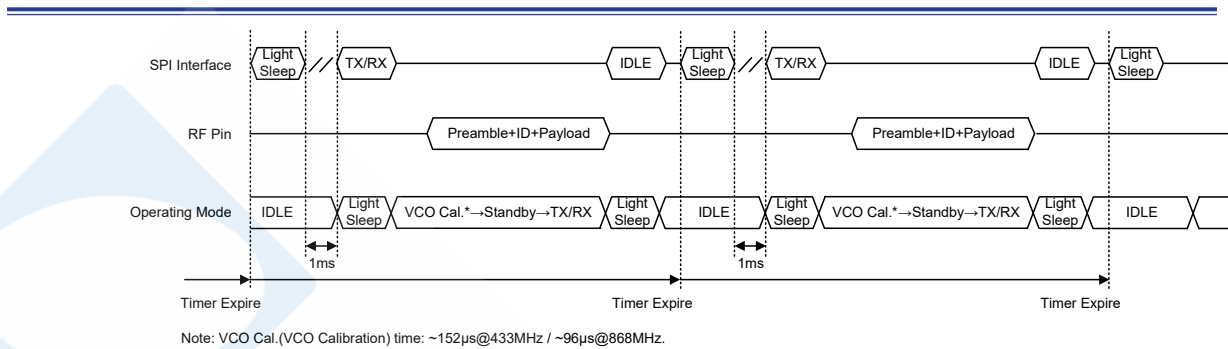 SPI Interface Light Sleep TX/RX IDLE Light Sleep TX/RX IDLE Light Sleep
RF Pin Preamble+ID+Payload Preamble+ID+Payload
Operating Mode IDLE Light Sleep VCO Cal.*→Standby→TX/RX Light Sleep IDLE Light Sleep VCO Cal.*→Standby→TX/RX Light Sleep IDLE
1ms 1ms
Timer Expire Timer Expire Timer Expire
Note: VCO Cal.(VCO Calibration) time: ~152μs@433MHz / ~96μs@868MHz.